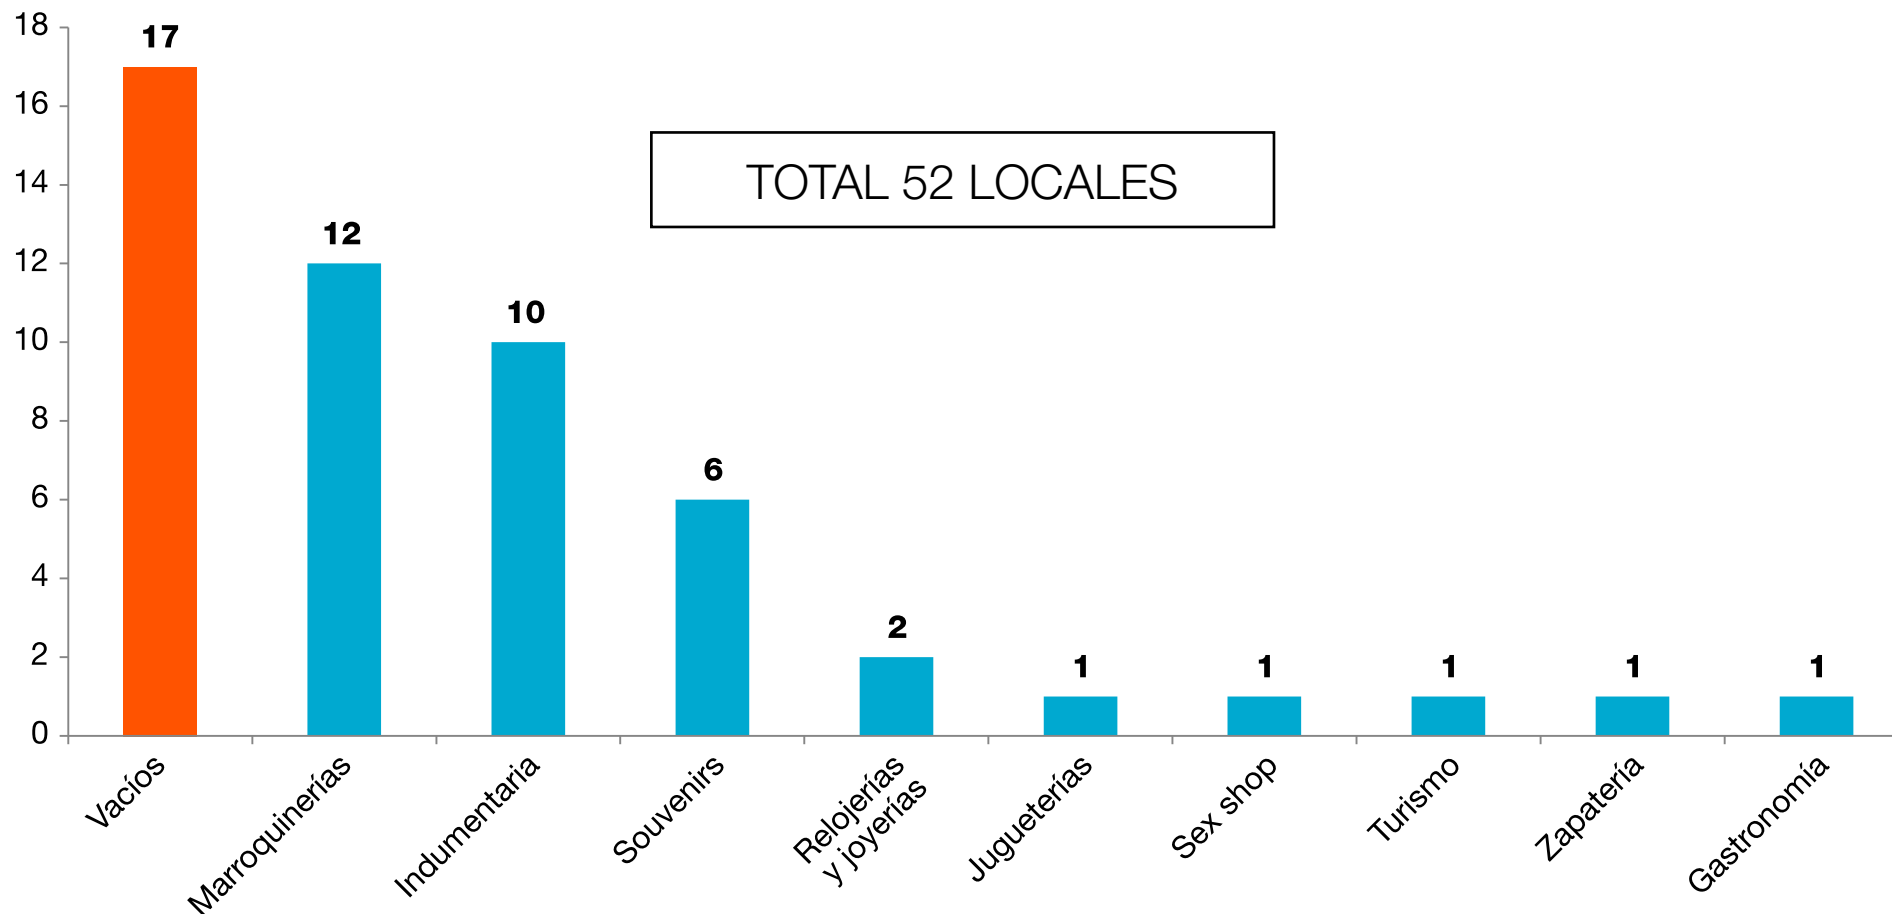 18
16
14
12
10
8
6
4
2
0
17
12
10
6
2
1
1
1
1
1
TOTAL 52 LOCALES
Vacíos
Marroquinerías
Indumentaria
Souvenirs
Relojerías
y joyerías
Jugueterías
Sex shop
Turismo
Zapatería
Gastronomía